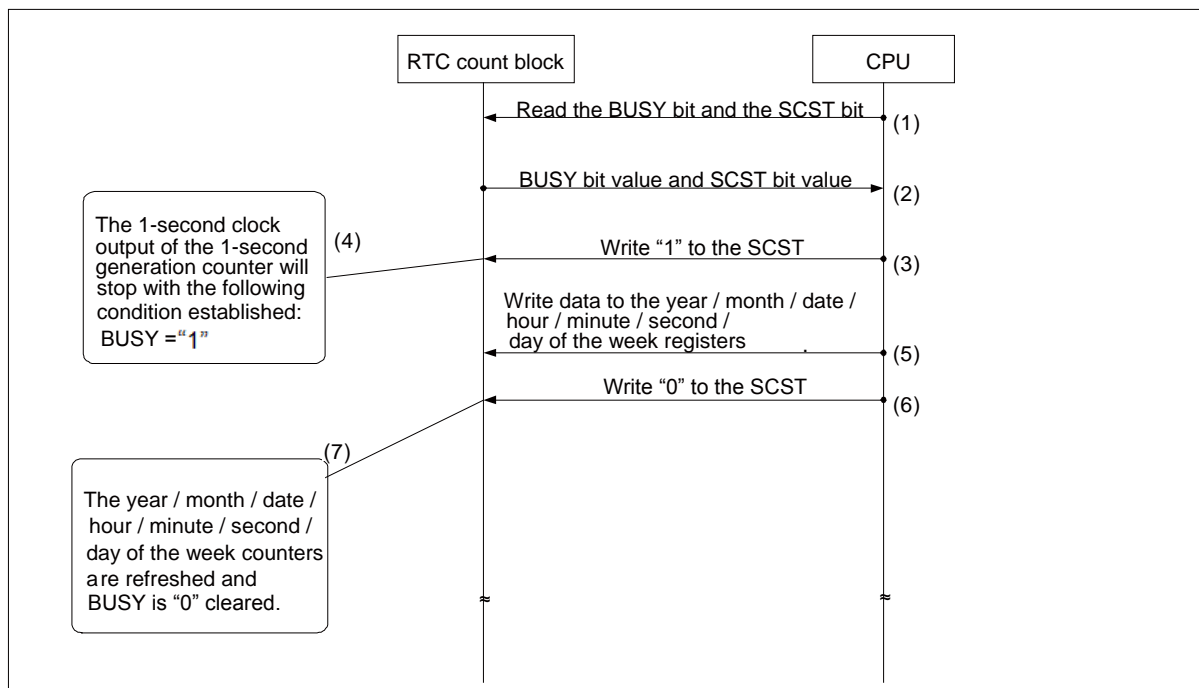 RTC count block
CPU
Read the BUSY bit and the SCST bit
(1)
BUSY bit value and SCST bit value
(2)
The 1-second clock
output of the 1-second
generation counter will
stop with the following
condition established:
BUSY =“1”
(4)
Write “1” to the SCST
(3)
Write data to the year / month / date /
hour / minute / second /
day of the week registers .
(5)
Write “0” to the SCST
(6)
(7)
The year / month / date /
hour / minute / second /
day of the week counters
are refreshed and
BUSY is “0” cleared.
≈
≈